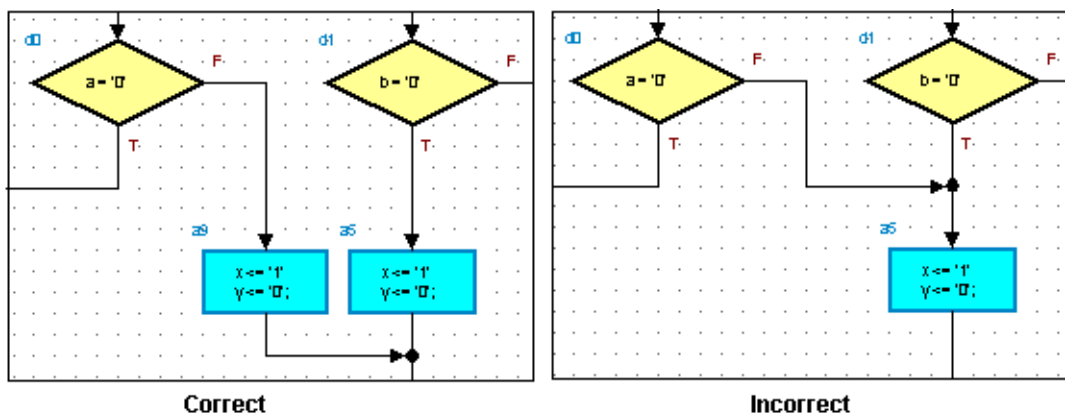 d0
a = '0'
F
T
d1
b = '0'
F
T
a9
x <= '1'
y <= '0';
a5
x <= '1'
y <= '0';
Correct
d0
a = '0'
F
T
d1
b = '0'
F
T
a5
x <= '1'
y <= '0';
Incorrect